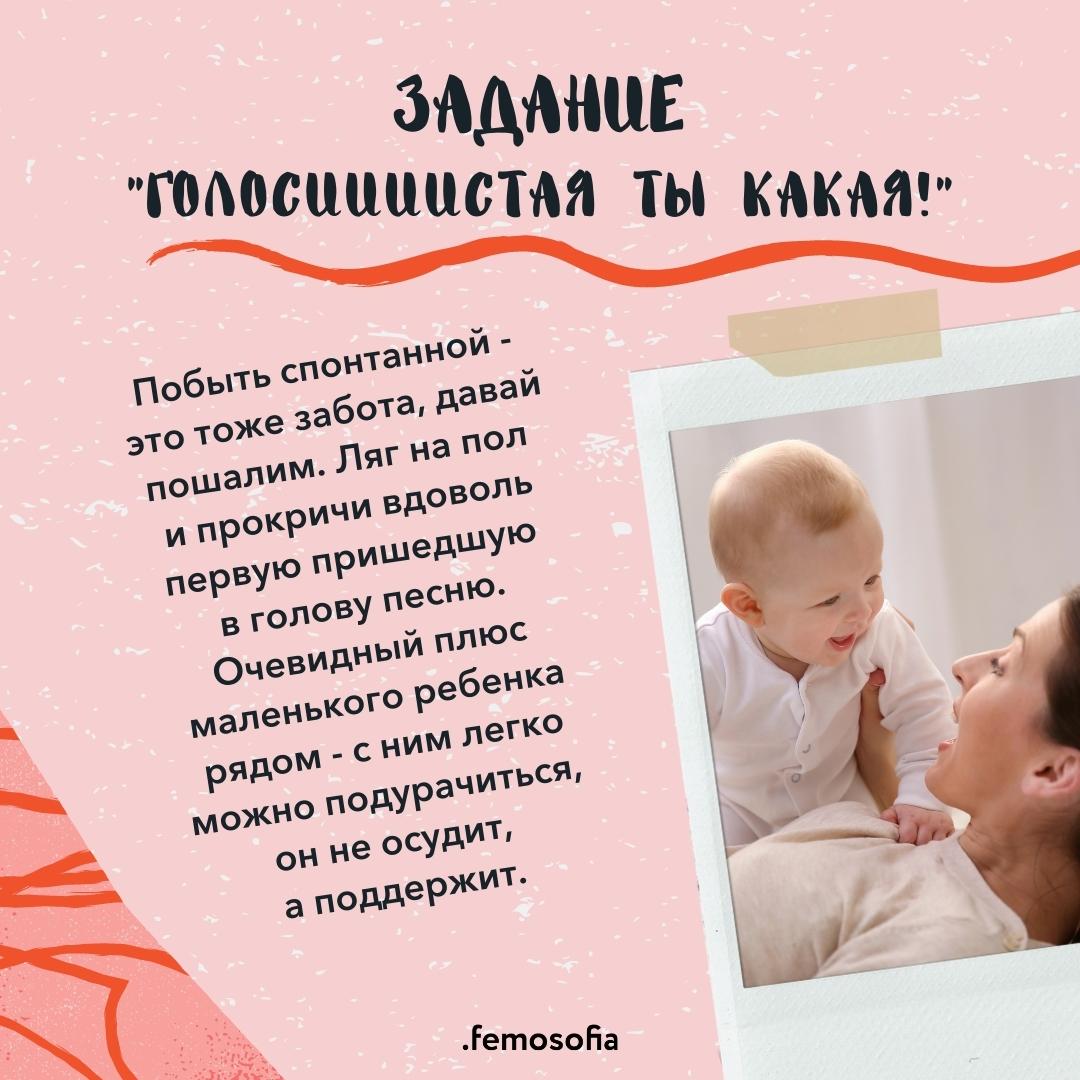 ЗАДАНИЕ
"ГОЛОСИИИИСТАЯ ТЫ КАКАЯ!"
Побыть спонтанной -
это тоже забота, давай
пошалим. Ляг на пол
и прокричи вдоволь
первую пришедшую
в голову песню.
Очевидный плюс
маленького ребенка
рядом - с ним легко
можно подурачиться,
он не осудит,
а поддержит.
.femosofia